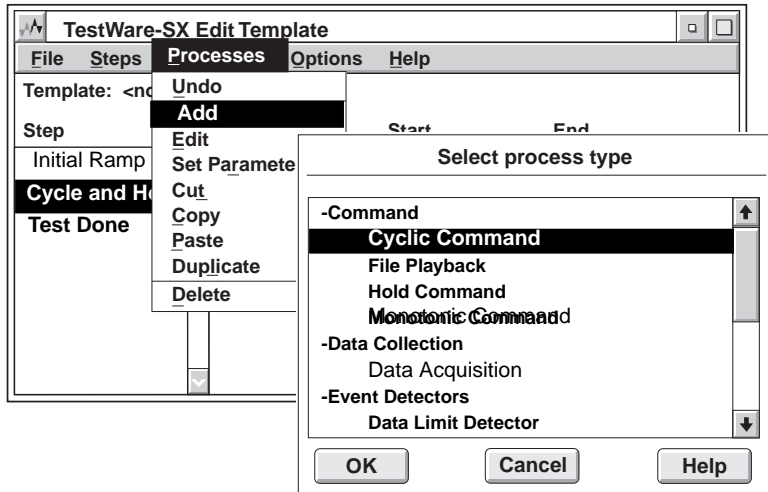 TestWare-SX Edit Template
File Steps Processes Options Help
Template: <no
Undo
Add
Step Start End
Edit
Initial Ramp
Set Paramete
Cycle and H
Cut
Test Done
Copy
Paste
Duplicate
Delete
Select process type
-Command
Cyclic Command
File Playback
Hold Command
Monotonic Command
-Data Collection
Data Acquisition
-Event Detectors
Data Limit Detector
OK Cancel Help